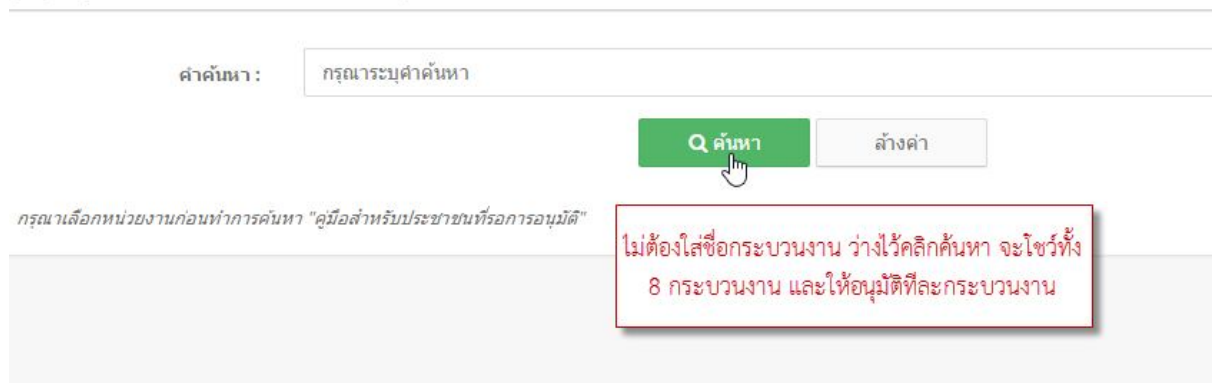 คำค้นหา :
กรุณาระบุคำค้นหา
ค้นหา
ล้างค่า
กรุณาเลือกหน่วยงานก่อนทำการค้นหา "คู่มือสำหรับประชาชนที่รอการอนุมัติ"
ไม่ต้องใส่ชื่อกระบวนงาน ว่างไว้คลิกค้นหา จะโชว์ทั้ง
8 กระบวนงาน และให้อนุมัติทีละกระบวนงาน